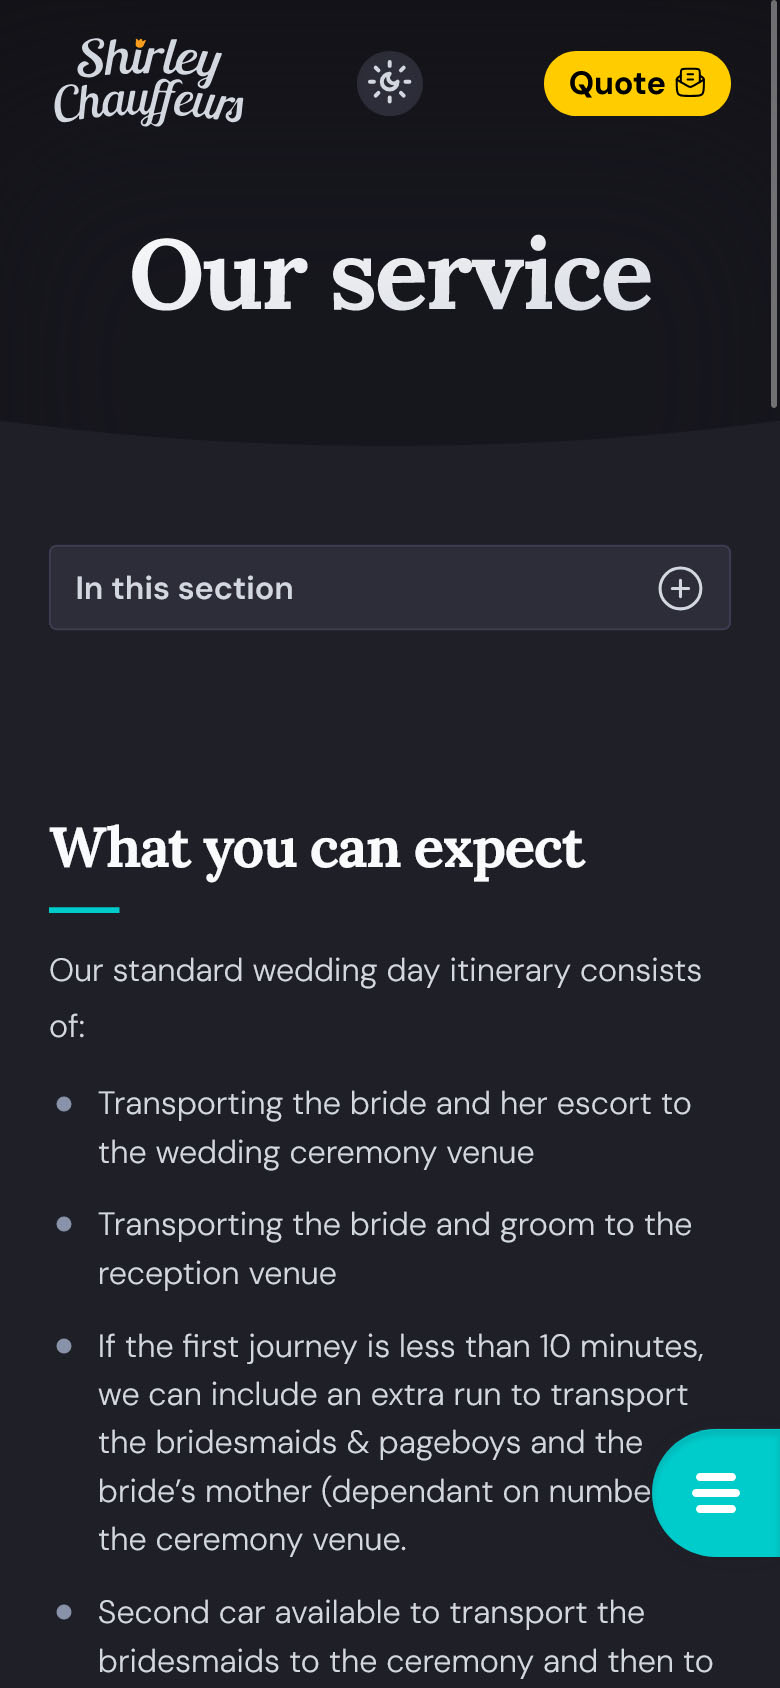 Shirley
Chauffeurs
Quote
Our service
In this section
What you can expect
Our standard wedding day itinerary consists
of:
Transporting the bride and her escort to
the wedding ceremony venue
Transporting the bride and groom to the
reception venue
If the first journey is less than 10 minutes,
we can include an extra run to transport
the bridesmaids & pageboys and the
bride’s mother (dependant on
the ceremony venue.
Second car available to transport the
bridesmaids to the ceremony and then to